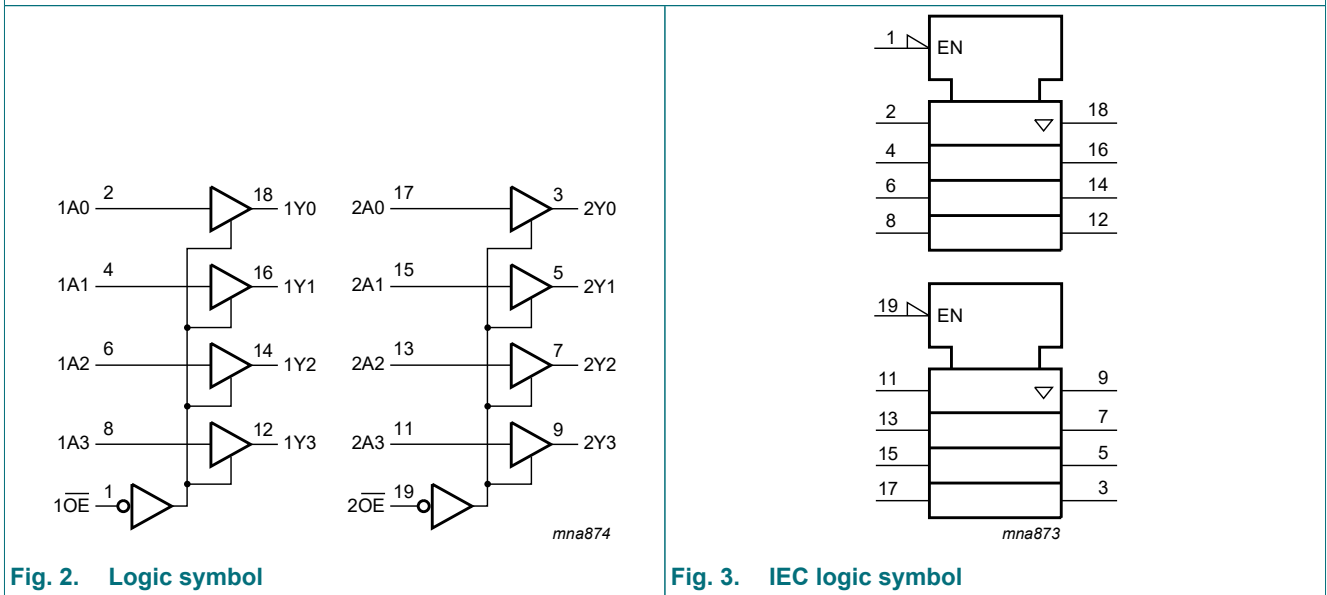 1A0 2 18 1Y0
1A1 4 16 1Y1
1A2 6 14 1Y2
1A3 8 12 1Y3
1O̅E̅ 1
2A0 17 3 2Y0
2A1 15 5 2Y1
2A2 13 7 2Y2
2A3 11 9 2Y3
2O̅E̅ 19
mna874
Fig. 2. Logic symbol
1 EN
2 18
4 16
6 14
8 12
19 EN
11 9
13 7
15 5
17 3
mna873
Fig. 3. IEC logic symbol